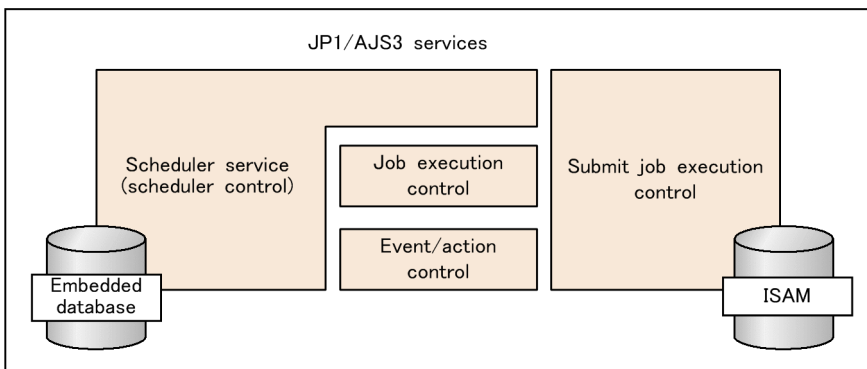 JP1/AJS3 services
Scheduler service
(scheduler control)
Job execution
control
Event/action
control
Submit job execution
control
Embedded
database
ISAM